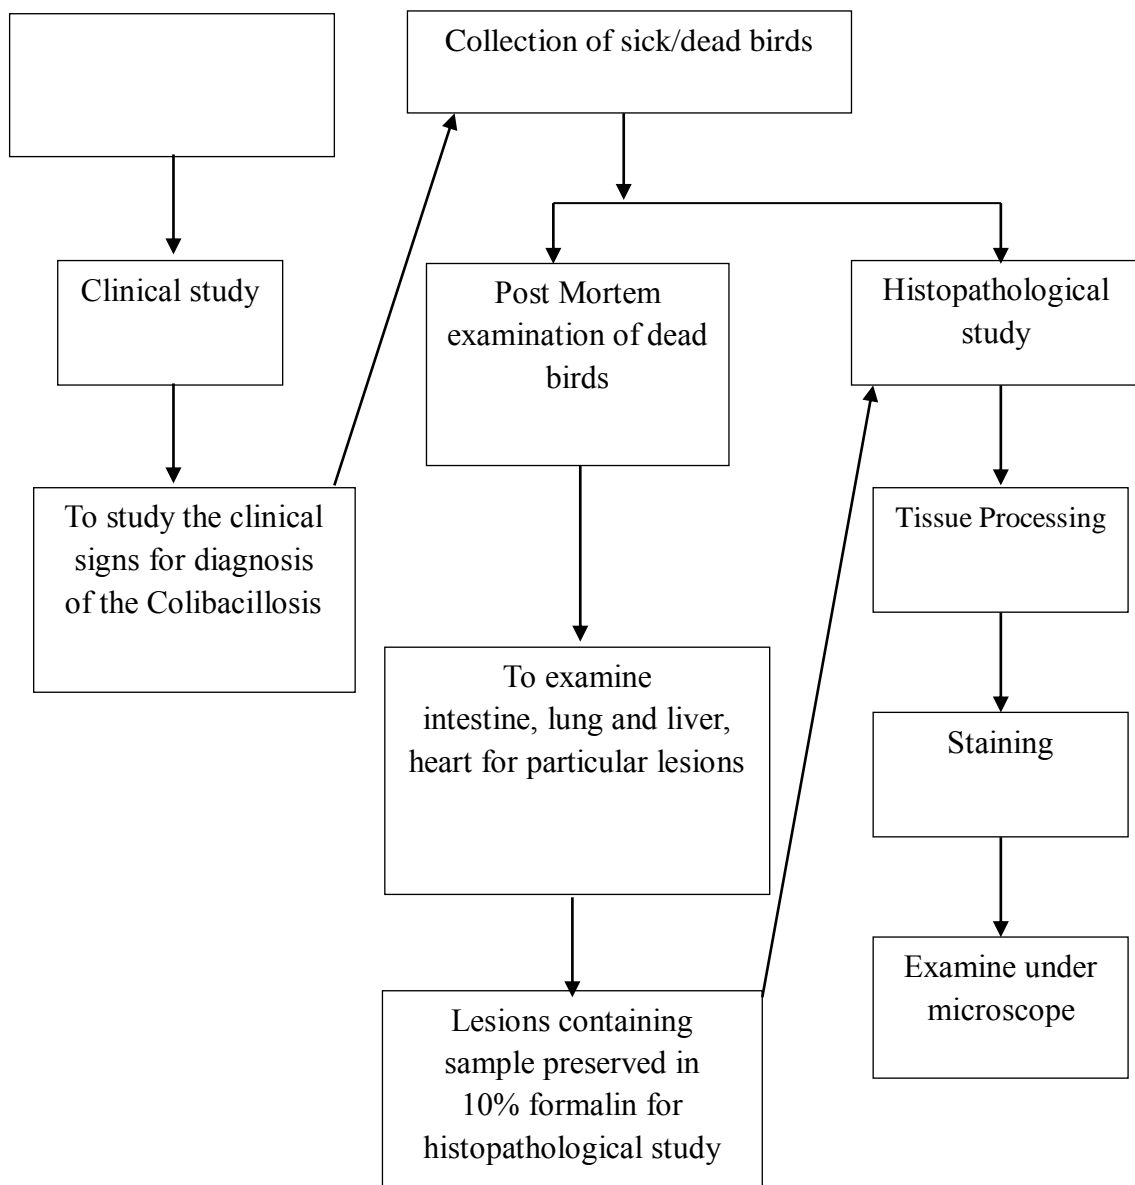 Collection of sick/dead birds
Clinical study
To study the clinical
signs for diagnosis
of the Colibacillosis
Post Mortem
examination of dead
birds
To examine
intestine, lung and liver,
heart for particular lesions
Lesions containing
sample preserved in
10% formalin for
histopathological study
Histopathological
study
Tissue Processing
Staining
Examine under
microscope